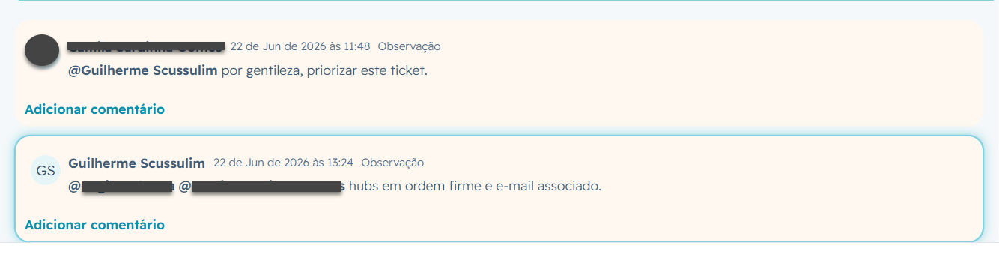 22 de Jun de 2026 às 11:48 Observação
@Guilherme Scussulim por gentileza, priorizar este ticket.
Adicionar comentário
GS
Guilherme Scussulim 22 de Jun de 2026 às 13:24 Observação
@ @ hubs em ordem firme e e-mail associado.
Adicionar comentário